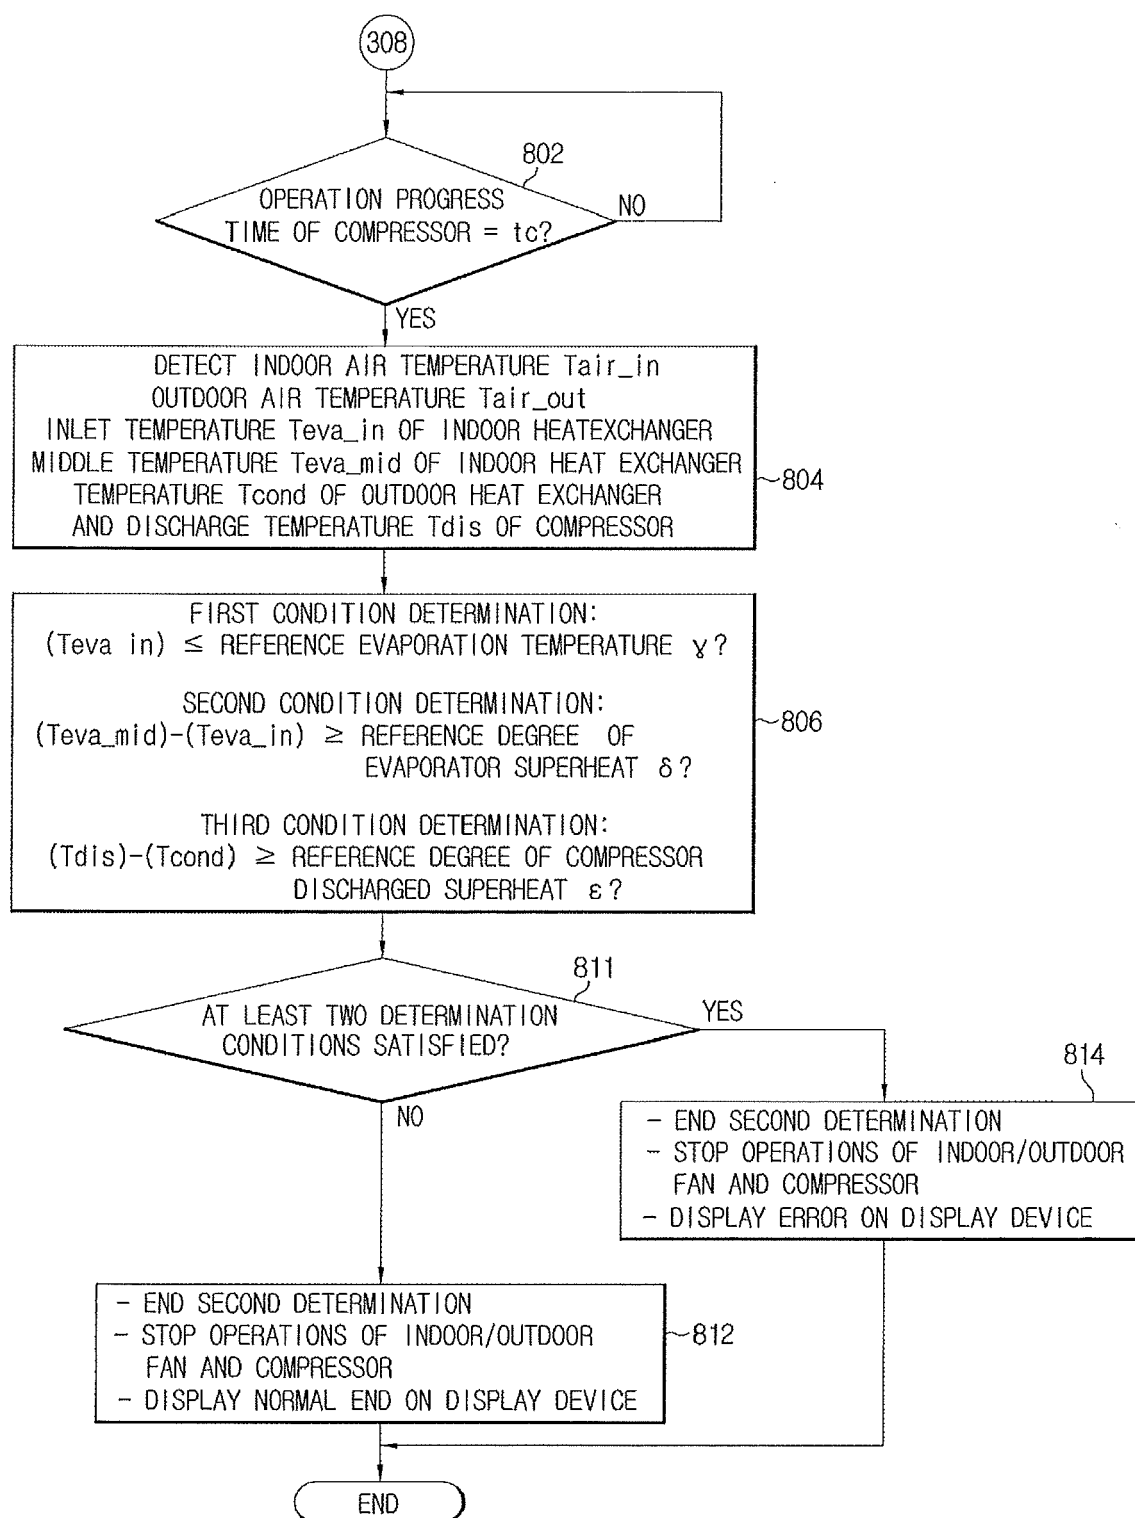 308
802
OPERATION PROGRESS
TIME OF COMPRESSOR = tc?
NO
YES
DETECT INDOOR AIR TEMPERATURE Tair_in
OUTDOOR AIR TEMPERATURE Tair_out
INLET TEMPERATURE Teva_in OF INDOOR HEATEXCHANGER
MIDDLE TEMPERATURE Teva_mid OF INDOOR HEAT EXCHANGER
TEMPERATURE Tcond OF OUTDOOR HEAT EXCHANGER
AND DISCHARGE TEMPERATURE Tdis OF COMPRESSOR
804
FIRST CONDITION DETERMINATION:
(Teva in) ≤ REFERENCE EVAPORATION TEMPERATURE γ?
SECOND CONDITION DETERMINATION:
(Teva_mid)-(Teva_in) ≥ REFERENCE DEGREE OF
EVAPORATOR SUPERHEAT δ?
THIRD CONDITION DETERMINATION:
(Tdis)-(Tcond) ≥ REFERENCE DEGREE OF COMPRESSOR
DISCHARGED SUPERHEAT ε?
806
811
AT LEAST TWO DETERMINATION
CONDITIONS SATISFIED?
YES
NO
814
- END SECOND DETERMINATION
- STOP OPERATIONS OF INDOOR/OUTDOOR
FAN AND COMPRESSOR
- DISPLAY ERROR ON DISPLAY DEVICE
- END SECOND DETERMINATION
- STOP OPERATIONS OF INDOOR/OUTDOOR
FAN AND COMPRESSOR
- DISPLAY NORMAL END ON DISPLAY DEVICE
812
END